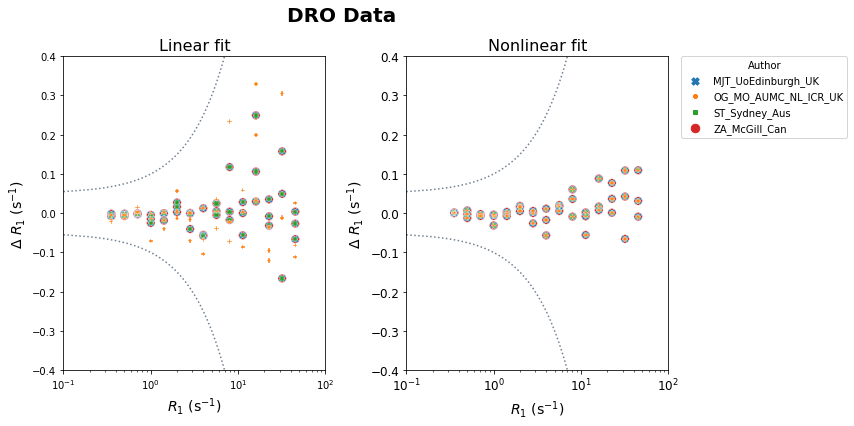 DRO Data
Linear fit
Nonlinear fit
0.4
0.3
0.2
0.1
0.0
−0.1
−0.2
−0.3
−0.4
Δ R₁ (s⁻¹)
10⁻¹ 10⁰ 10¹ 10²
R₁ (s⁻¹)
0.4
0.3
0.2
0.1
0.0
−0.1
−0.2
−0.3
−0.4
Δ R₁ (s⁻¹)
10⁻¹ 10⁰ 10¹ 10²
R₁ (s⁻¹)
Author
MJT_UoEdinburgh_UK
OG_MO_AUMC_NL_ICR_UK
ST_Sydney_Aus
ZA_McGill_Can